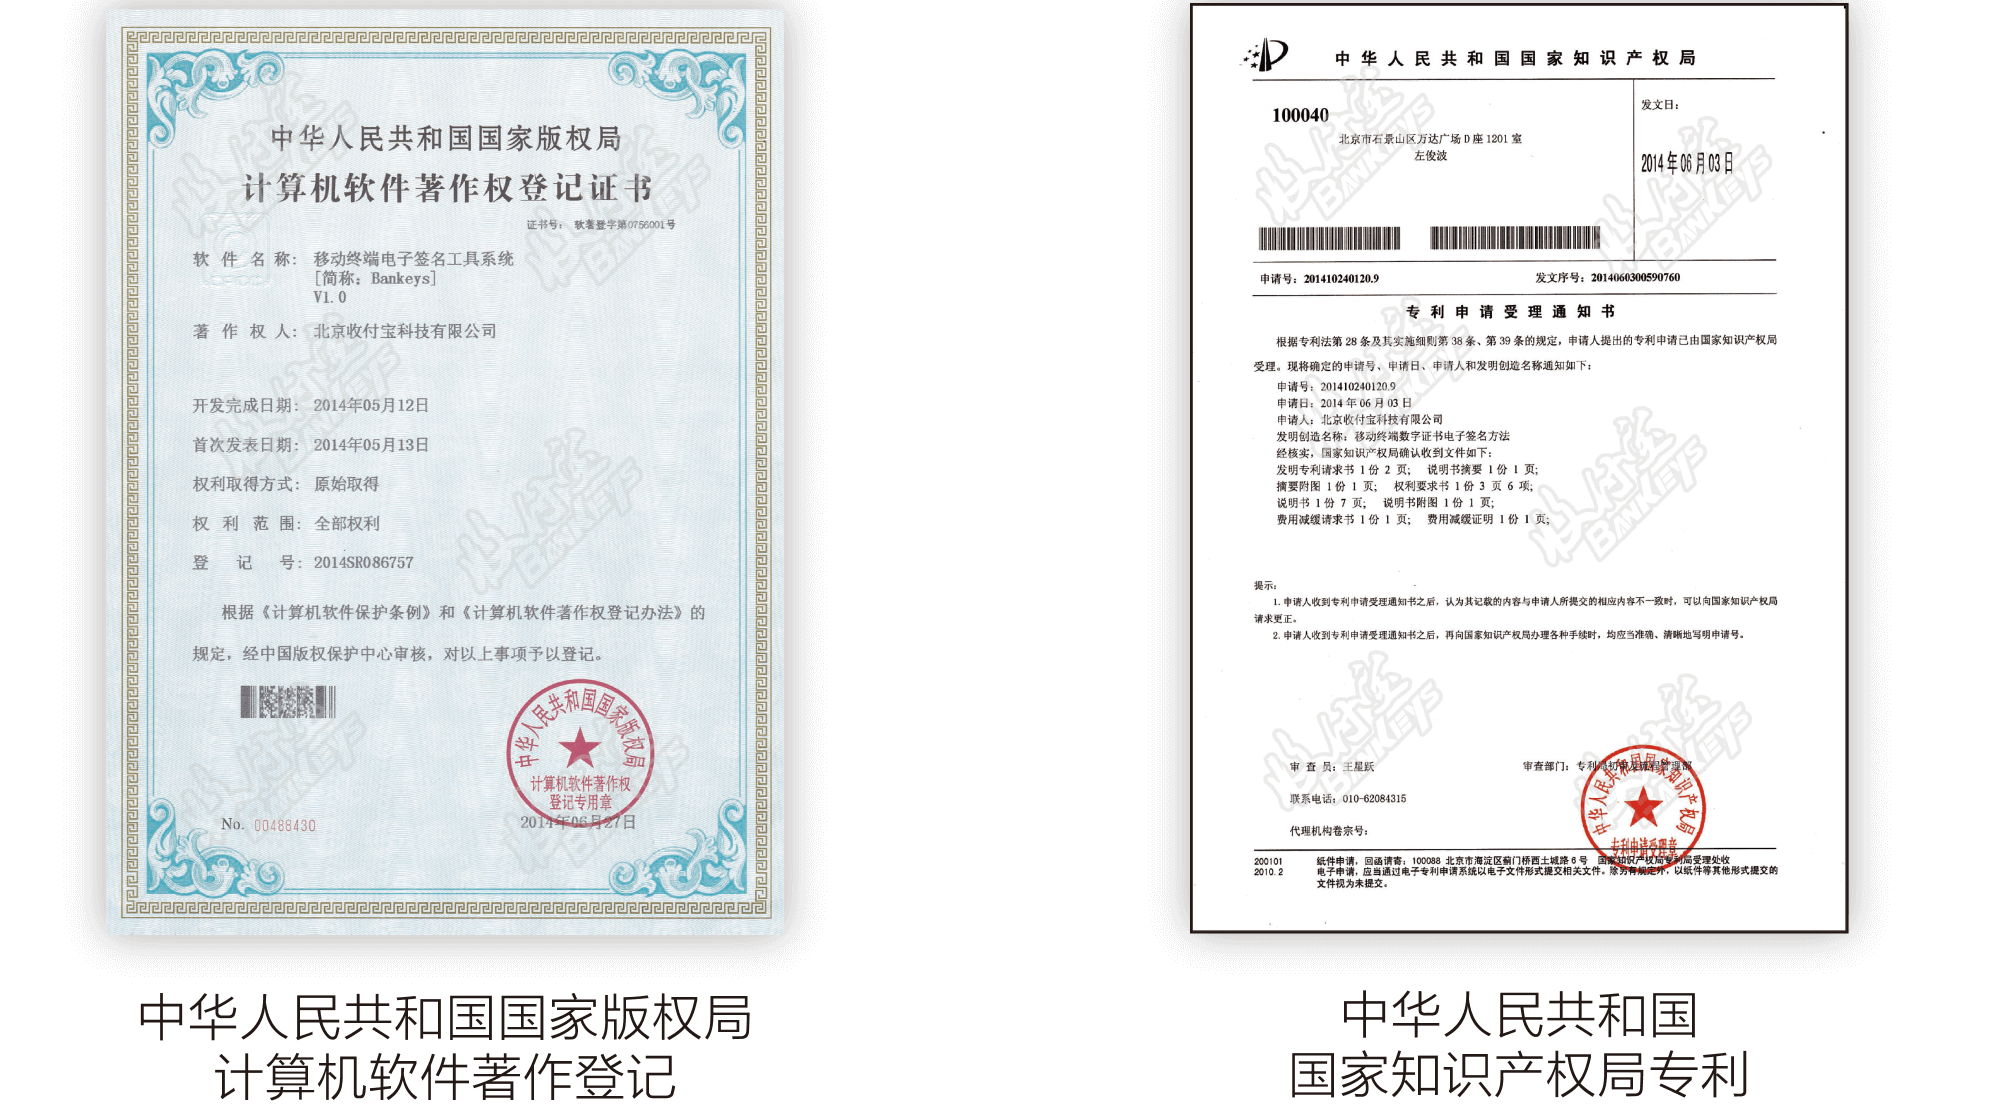 中华人民共和国国家版权局
计算机软件著作权登记证书
证书号： 软著登字第0756001号
软 件 名 称： 移动终端电子签名工具系统
[简称：Bankeys]
V1.0
著 作 权 人： 北京收付宝科技有限公司
开发完成日期： 2014年05月12日
首次发表日期： 2014年05月13日
权利取得方式： 原始取得
权 利 范 围： 全部权利
登 记 号： 2014SR086757
根据《计算机软件保护条例》和《计算机软件著作权登记办法》的
规定，经中国版权保护中心审核，对以上事项予以登记。
中华人民共和国国家版权局
计算机软件著作权
登记专用章
No. 00488430
2014年06月27日
中华人民共和国国家版权局
计算机软件著作登记
中华人民共和国国家知识产权局
100040
北京市石景山区万达广场 D 座 1201 室
左俊波
发文日：
2014 年 06 月 03 日
申请号：201410240120.9
发文序号：2014060300590760
专 利 申 请 受 理 通 知 书
根据专利法第 28 条及其实施细则第 38 条、第 39 条的规定，申请人提出的专利申请已由国家知识产权局
受理。现将确定的申请号、申请日、申请人和发明创造名称通知如下：
申请号：201410240120.9
申请日：2014 年 06 月 03 日
申请人：北京收付宝科技有限公司
发明创造名称：移动终端数字证书电子签名方法
经核实，国家知识产权局确认收到文件如下：
发明专利请求书 1 份 2 页； 说明书摘要 1 份 1 页；
摘要附图 1 份 1 页； 权利要求书 1 份 3 页 6 项；
说明书 1 份 7 页； 说明书附图 1 份 1 页；
费用减缓请求书 1 份 1 页； 费用减缓证明 1 份 1 页；
提示：
1. 申请人收到专利申请受理通知书之后，认为其记载的内容与申请人所提交的相应内容不一致时，可以向国家知识产权局
请求更正。
2. 申请人收到专利申请受理通知书之后，再向国家知识产权局办理各种手续时，均应当准确、清晰地写明申请号。
审 查 员：王星跃
审查部门：专利局初审及流程管理部
联系电话：010-62084315
代理机构卷宗号：
中华人民共和国国家知识产权局
专利申请受理章
200101 纸件申请，回函请寄：100088 北京市海淀区蓟门桥西土城路 6 号 国家知识产权局专利局受理处收
2010. 2 电子申请，应当通过电子专利申请系统以电子文件形式提交相关文件。除另有规定外，以纸件等其他形式提交的
文件视为未提交。
中华人民共和国
国家知识产权局专利